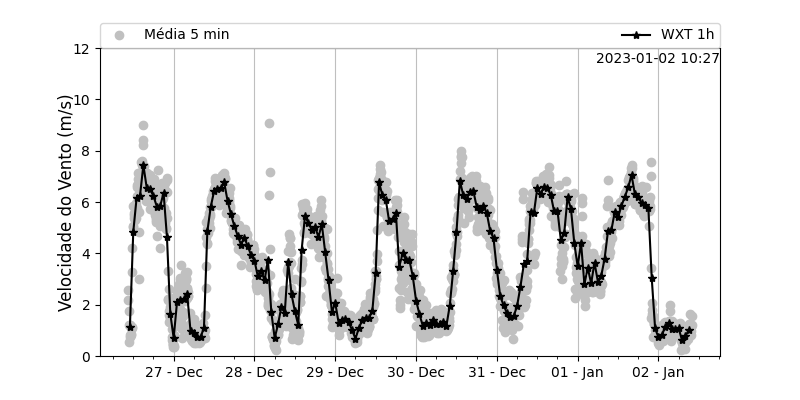 Média 5 min
WXT 1h
2023-01-02 10:27
Velocidade do Vento (m/s)
12
10
8
6
4
2
0
27 - Dec
28 - Dec
29 - Dec
30 - Dec
31 - Dec
01 - Jan
02 - Jan